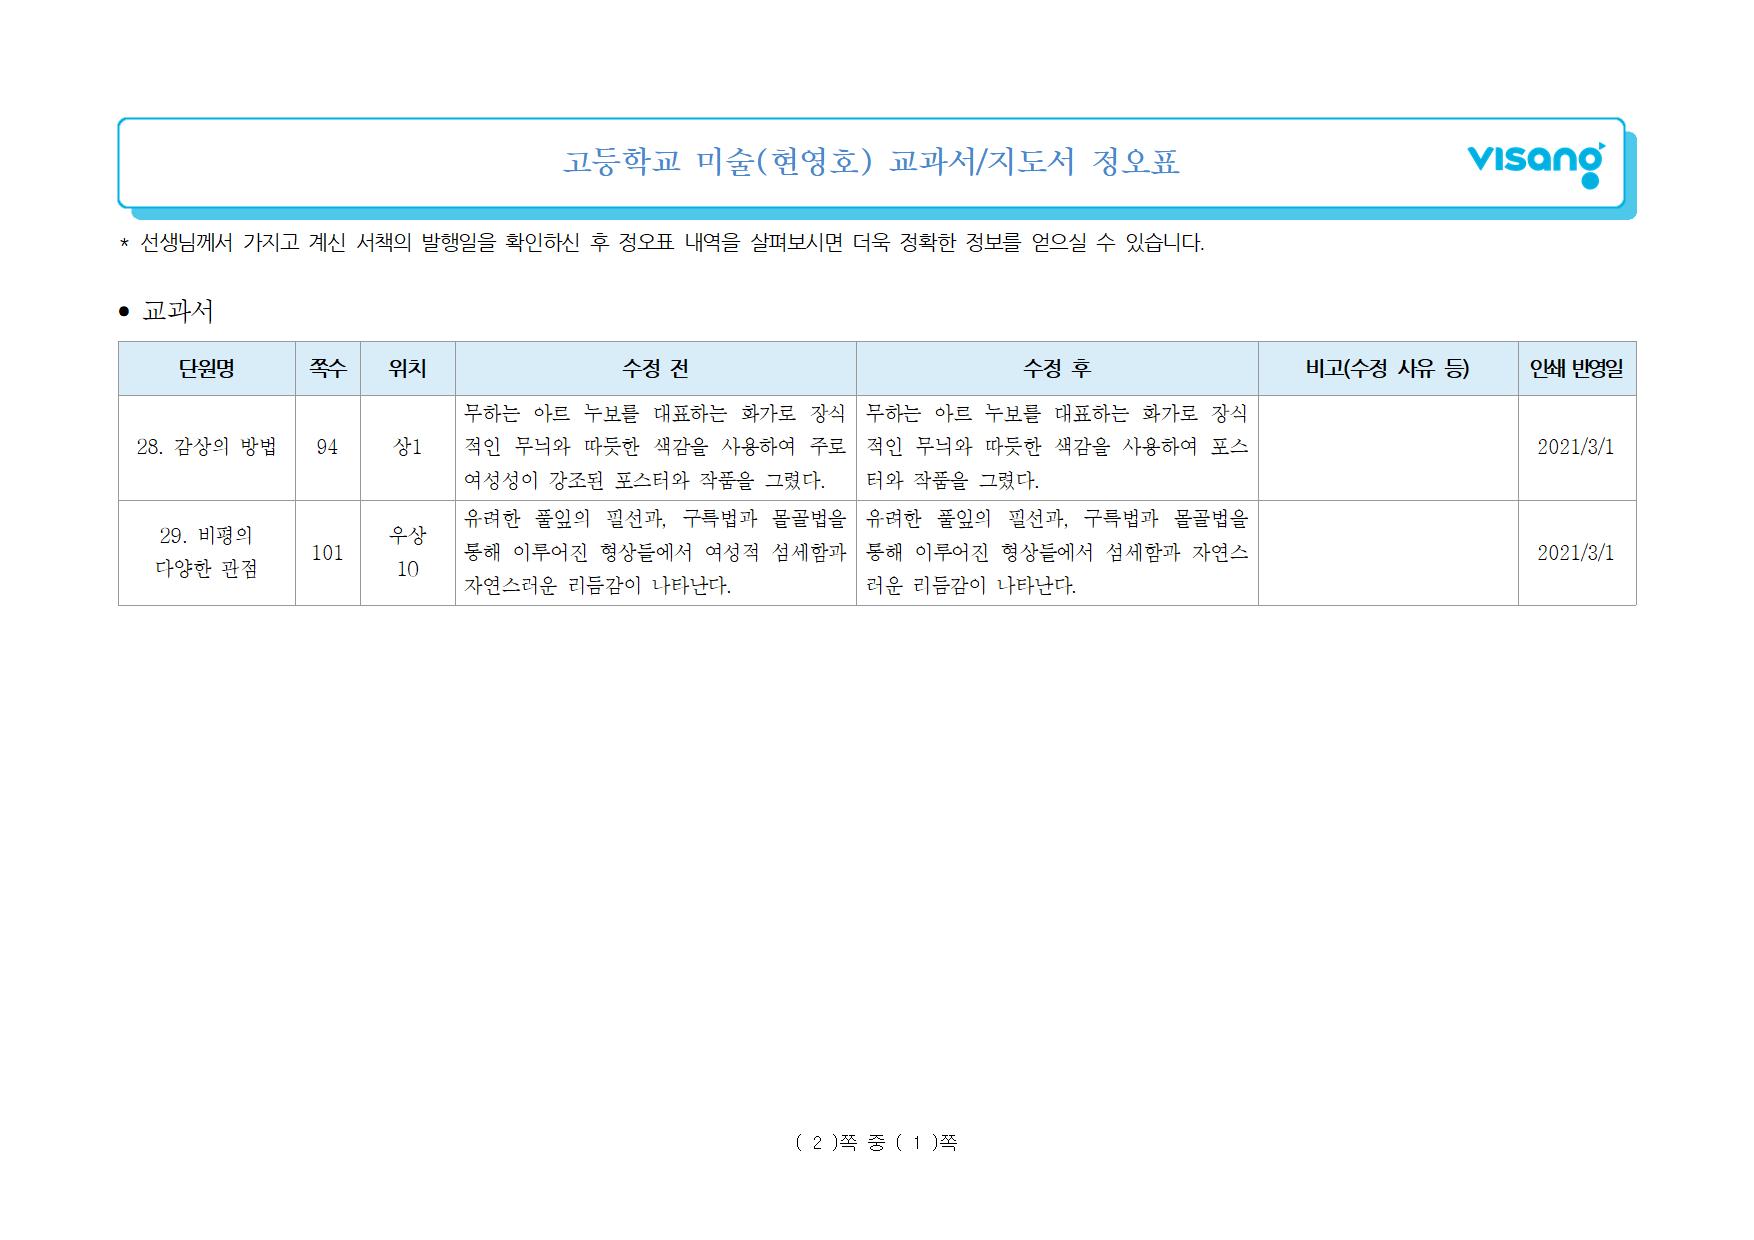 고등학교 미술(현영호) 교과서/지도서 정오표
visang
* 선생님께서 가지고 계신 서책의 발행일을 확인하신 후 정오표 내역을 살펴보시면 더욱 정확한 정보를 얻으실 수 있습니다.
● 교과서
단원명 쪽수 위치 수정 전 수정 후 비고(수정 사유 등) 인쇄 반영일
28. 감상의 방법 94 상1
무하는 아르 누보를 대표하는 화가로 장식
적인 무늬와 따듯한 색감을 사용하여 주로
여성성이 강조된 포스터와 작품을 그렸다.
무하는 아르 누보를 대표하는 화가로 장식
적인 무늬와 따듯한 색감을 사용하여 포스
터와 작품을 그렸다.
2021/3/1
29. 비평의
다양한 관점
101
우상
10
유려한 풀잎의 필선과, 구륵법과 몰골법을
통해 이루어진 형상들에서 여성적 섬세함과
자연스러운 리듬감이 나타난다.
유려한 풀잎의 필선과, 구륵법과 몰골법을
통해 이루어진 형상들에서 섬세함과 자연스
러운 리듬감이 나타난다.
2021/3/1
( 2 )쪽 중 ( 1 )쪽